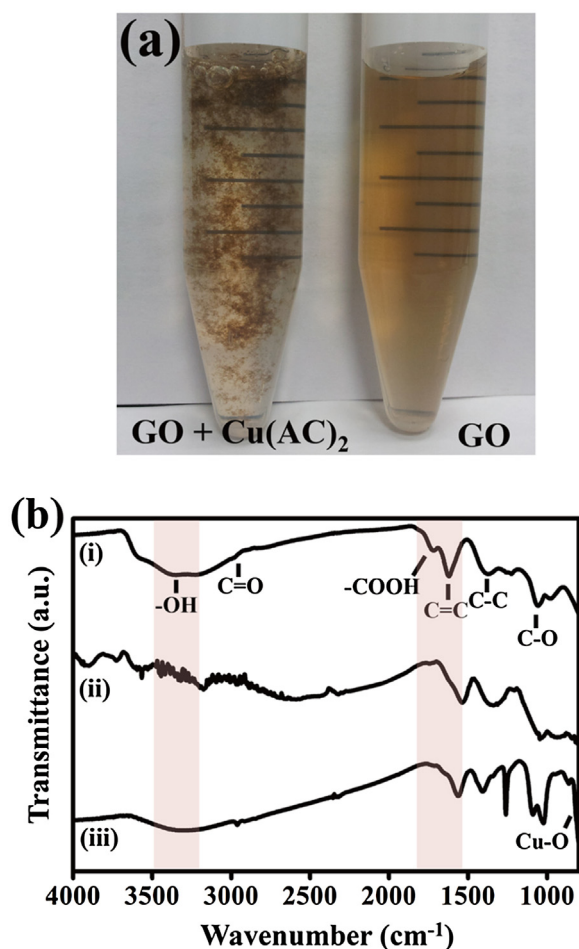 (a)
GO + Cu(AC)₂
GO
(b)
(i)
-OH
C=O
-COOH
C=C
C-C
C-O
(ii)
(iii)
Cu-O
Transmittance (a.u.)
4000 3500 3000 2500 2000 1500 1000
Wavenumber (cm⁻¹)